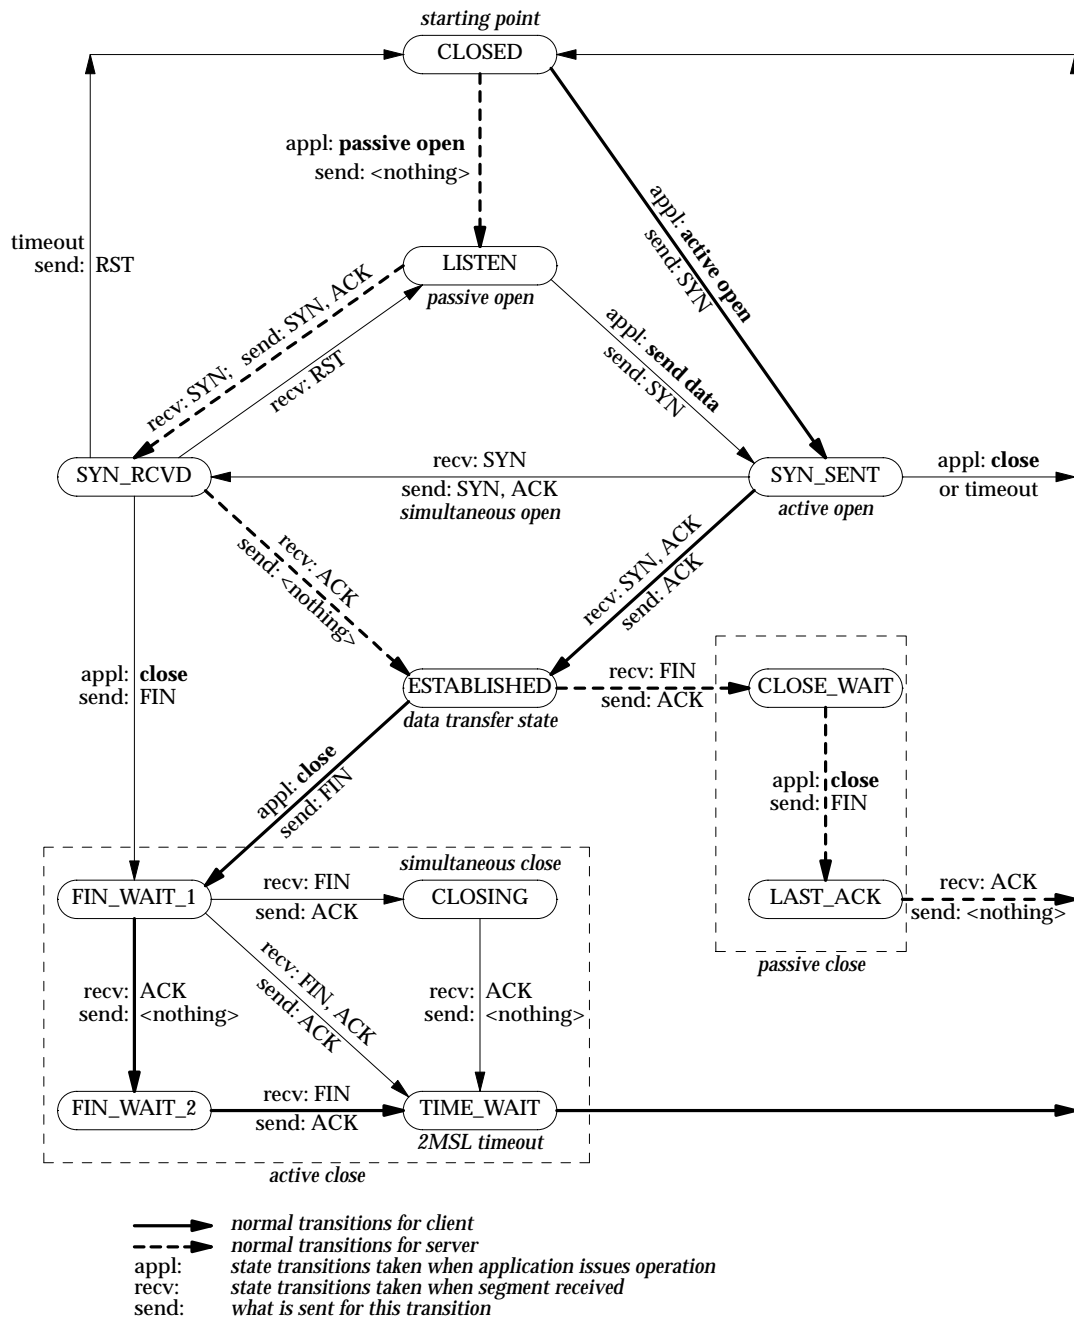 starting point
CLOSED
appl: passive open
send: <nothing>
appl: active open
send: SYN
timeout
send: RST
LISTEN
passive open
recv: SYN; send: SYN, ACK
recv: RST
appl: send data
send: SYN
SYN_RCVD
recv: SYN
send: SYN, ACK
simultaneous open
SYN_SENT
active open
appl: close
or timeout
recv: ACK
send: <nothing>
recv: SYN, ACK
send: ACK
appl: close
send: FIN
ESTABLISHED
data transfer state
recv: FIN
send: ACK
CLOSE_WAIT
appl: close
send: FIN
appl: close
send: FIN
simultaneous close
FIN_WAIT_1
recv: FIN
send: ACK
CLOSING
LAST_ACK
recv: ACK
send: <nothing>
passive close
recv: ACK
send: <nothing>
recv: FIN, ACK
send: ACK
recv: ACK
send: <nothing>
FIN_WAIT_2
recv: FIN
send: ACK
TIME_WAIT
2MSL timeout
active close
normal transitions for client
normal transitions for server
appl: state transitions taken when application issues operation
recv: state transitions taken when segment received
send: what is sent for this transition